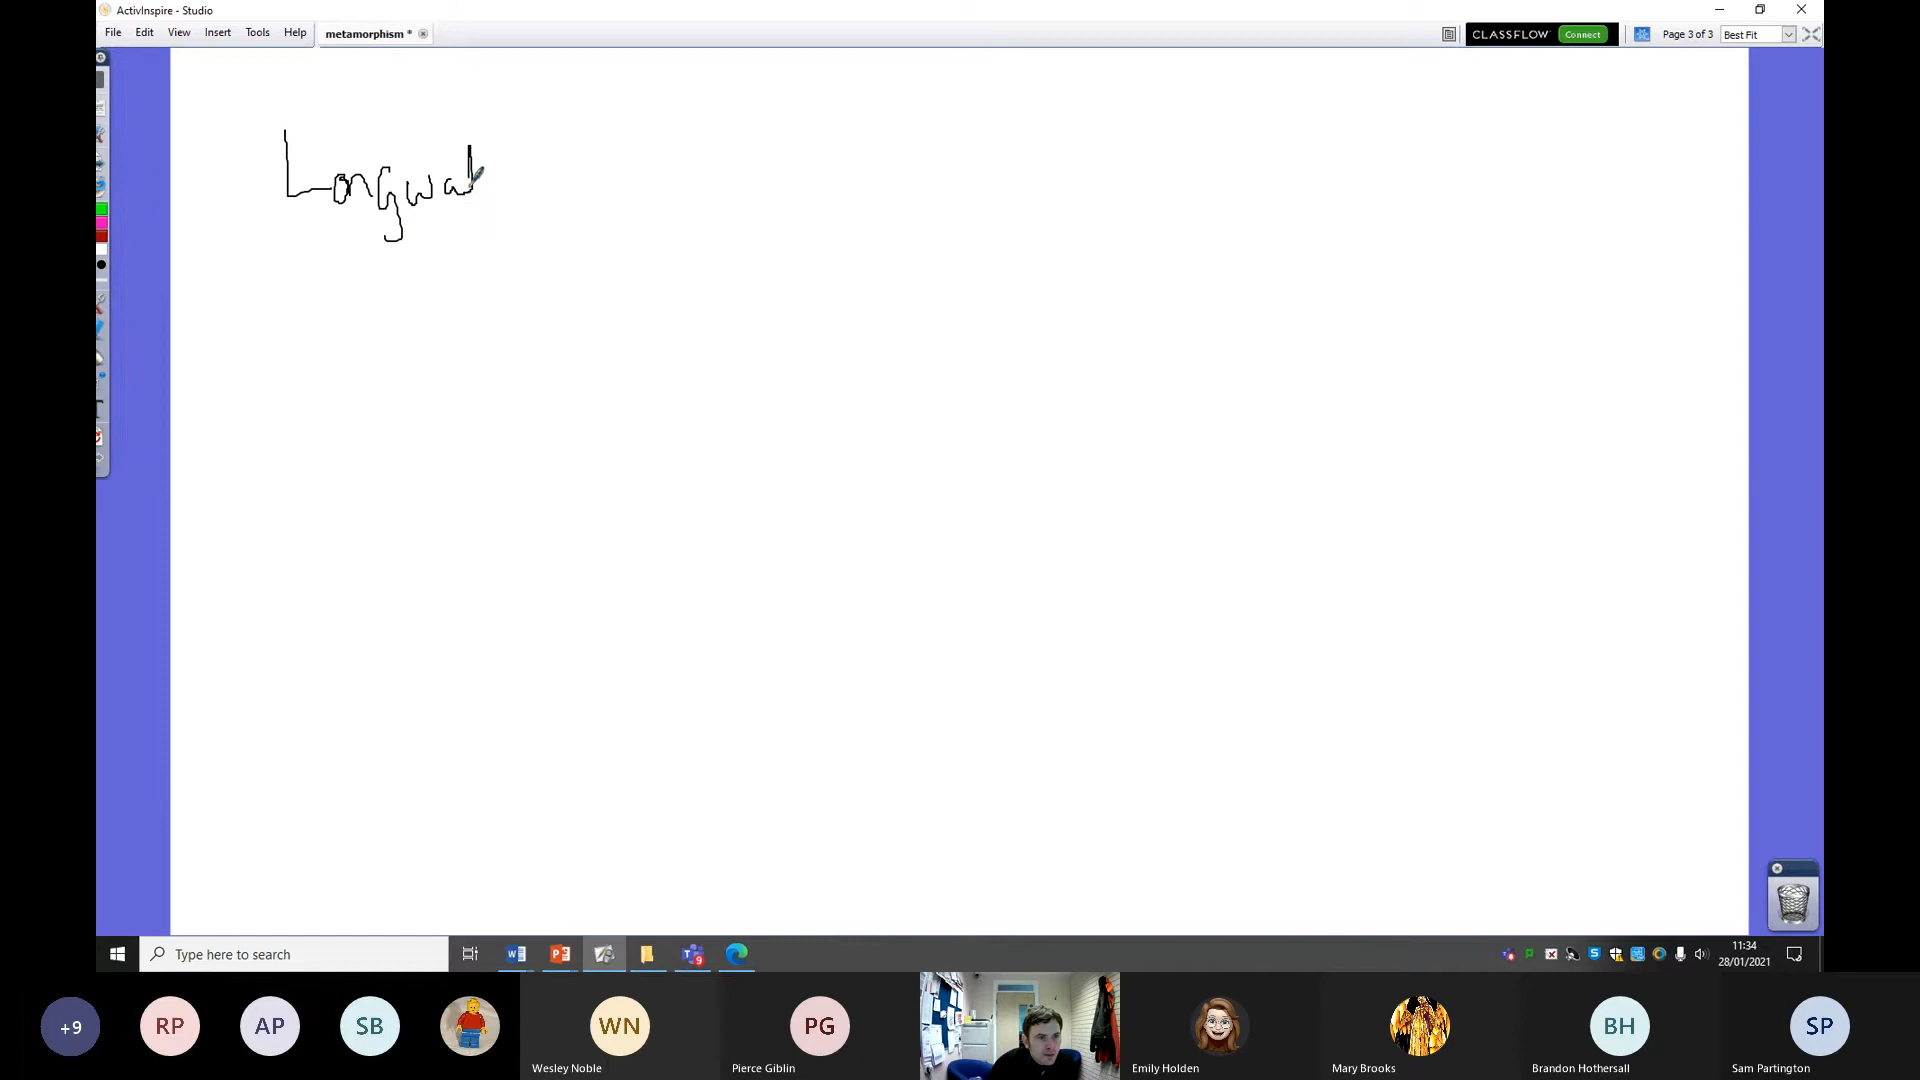 ActivInspire - Studio
File Edit View Insert Tools Help metamorphism * CLASSFLOW Connect Page 3 of 3 Best Fit
Longwal
Type here to search
11:34
28/01/2021
+9 RP AP SB WN PG BH SP
Wesley Noble Pierce Giblin Emily Holden Mary Brooks Brandon Hothersall Sam Partington